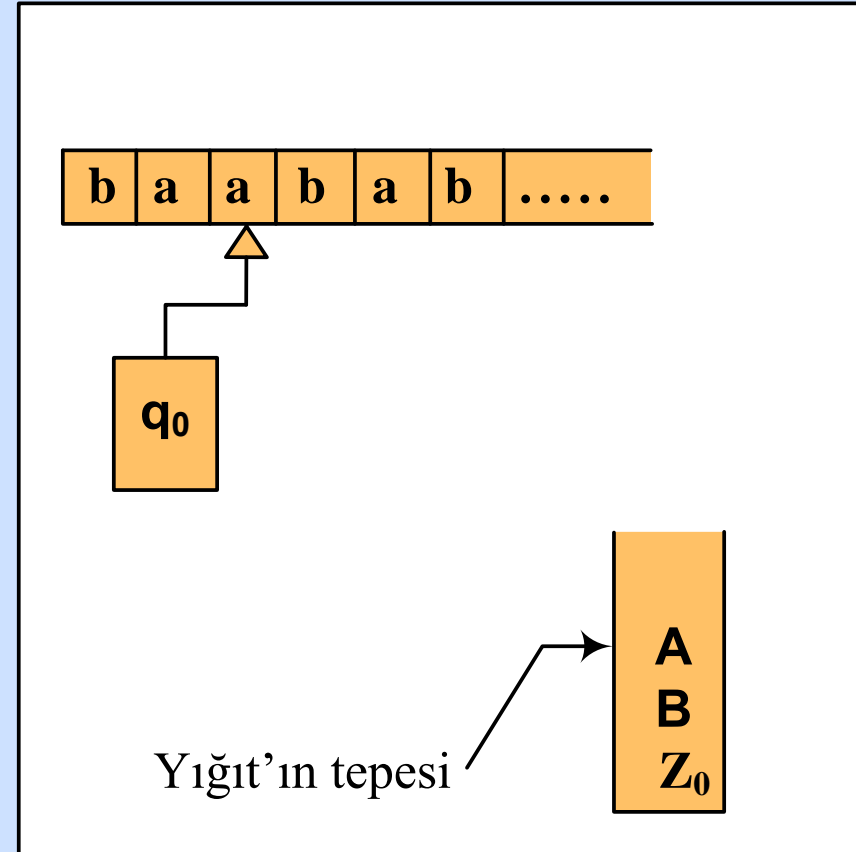 b a a b a b .....
q₀
A
B
Yığıt’ın tepesi
Z₀